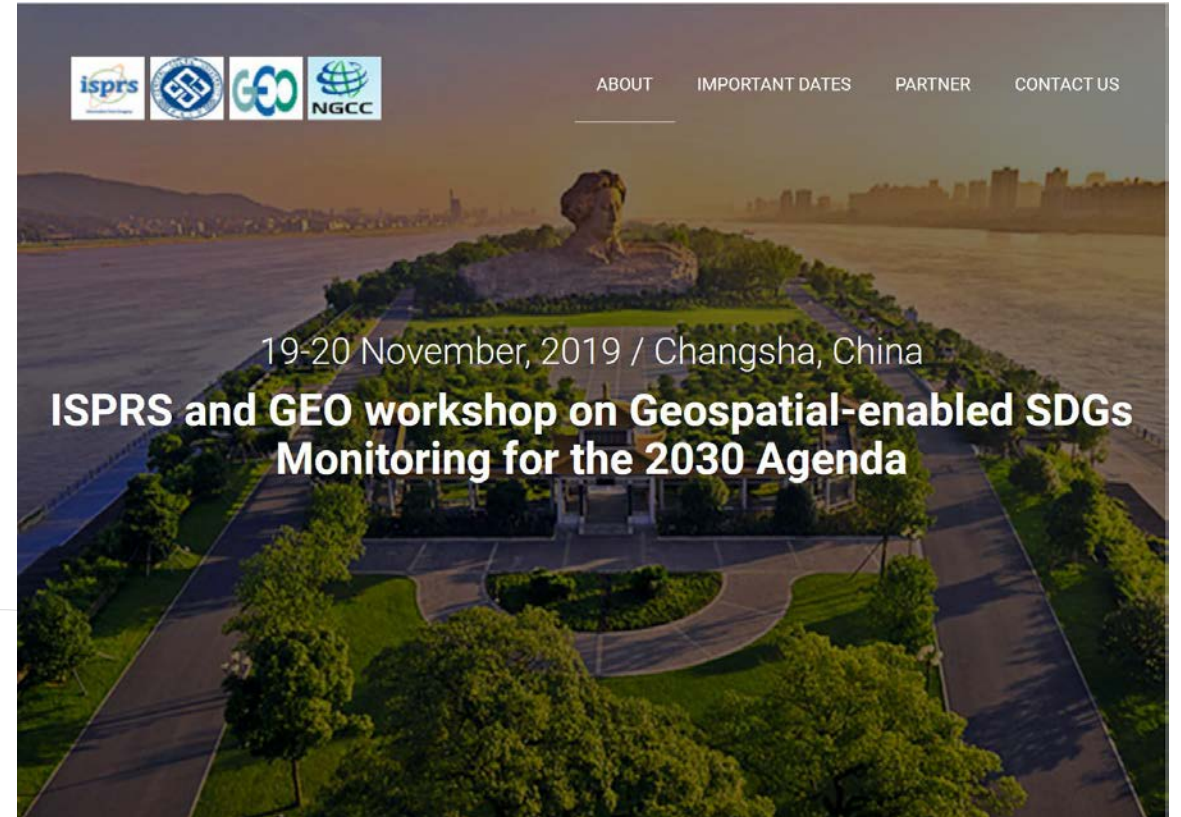 isprs
GEO
NGCC
ABOUT
IMPORTANT DATES
PARTNER
CONTACT US
19-20 November, 2019 / Changsha, China
ISPRS and GEO workshop on Geospatial-enabled SDGs
Monitoring for the 2030 Agenda